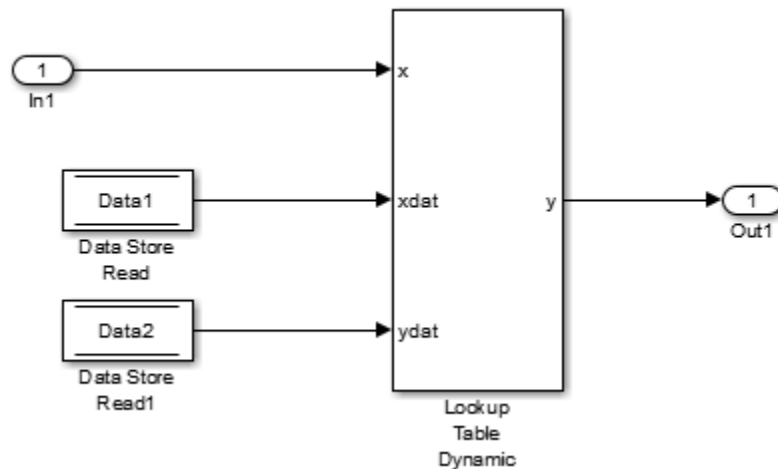 1
In1
x
Data1
Data Store
Read
xdat
y
1
Out1
Data2
Data Store
Read1
ydat
Lookup
Table
Dynamic